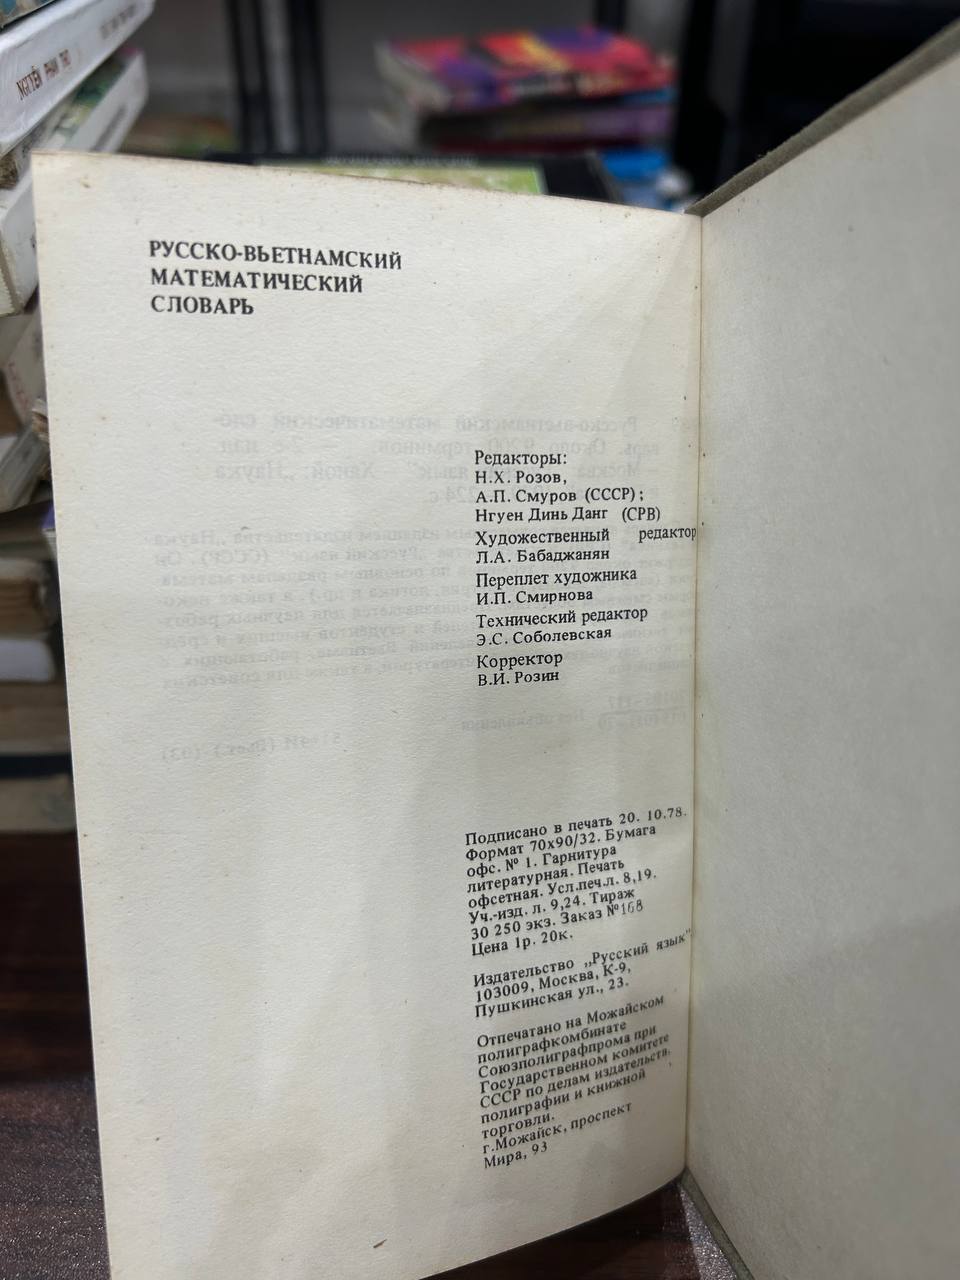 NGUYỄN PHAN THỌ
РУССКО-ВЬЕТНАМСКИЙ
МАТЕМАТИЧЕСКИЙ
СЛОВАРЬ
Редакторы:
Н.Х. Розов,
А.П. Смуров (СССР);
Нгуен Динь Данг (СРВ)
Художественный редактор
Л.А. Бабаджанян
Переплет художника
И.П. Смирнова
Технический редактор
Э.С. Соболевская
Корректор
В.И. Розин
Подписано в печать 20. 10.78.
Формат 70х90/32. Бумага
офс. № 1. Гарнитура
литературная. Печать
офсетная. Усл.печ.л. 8,19.
Уч.-изд. л. 9,24. Тираж
30 250 экз. Заказ №168
Цена 1р. 20к.
Издательство „Русский язык"
103009, Москва, К-9,
Пушкинская ул., 23.
Отпечатано на Можайском
полиграфкомбинате
Союзполиграфпрома при
Государственном комитете
СССР по делам издательств,
полиграфии и книжной
торговли.
г.Можайск, проспект
Мира, 93